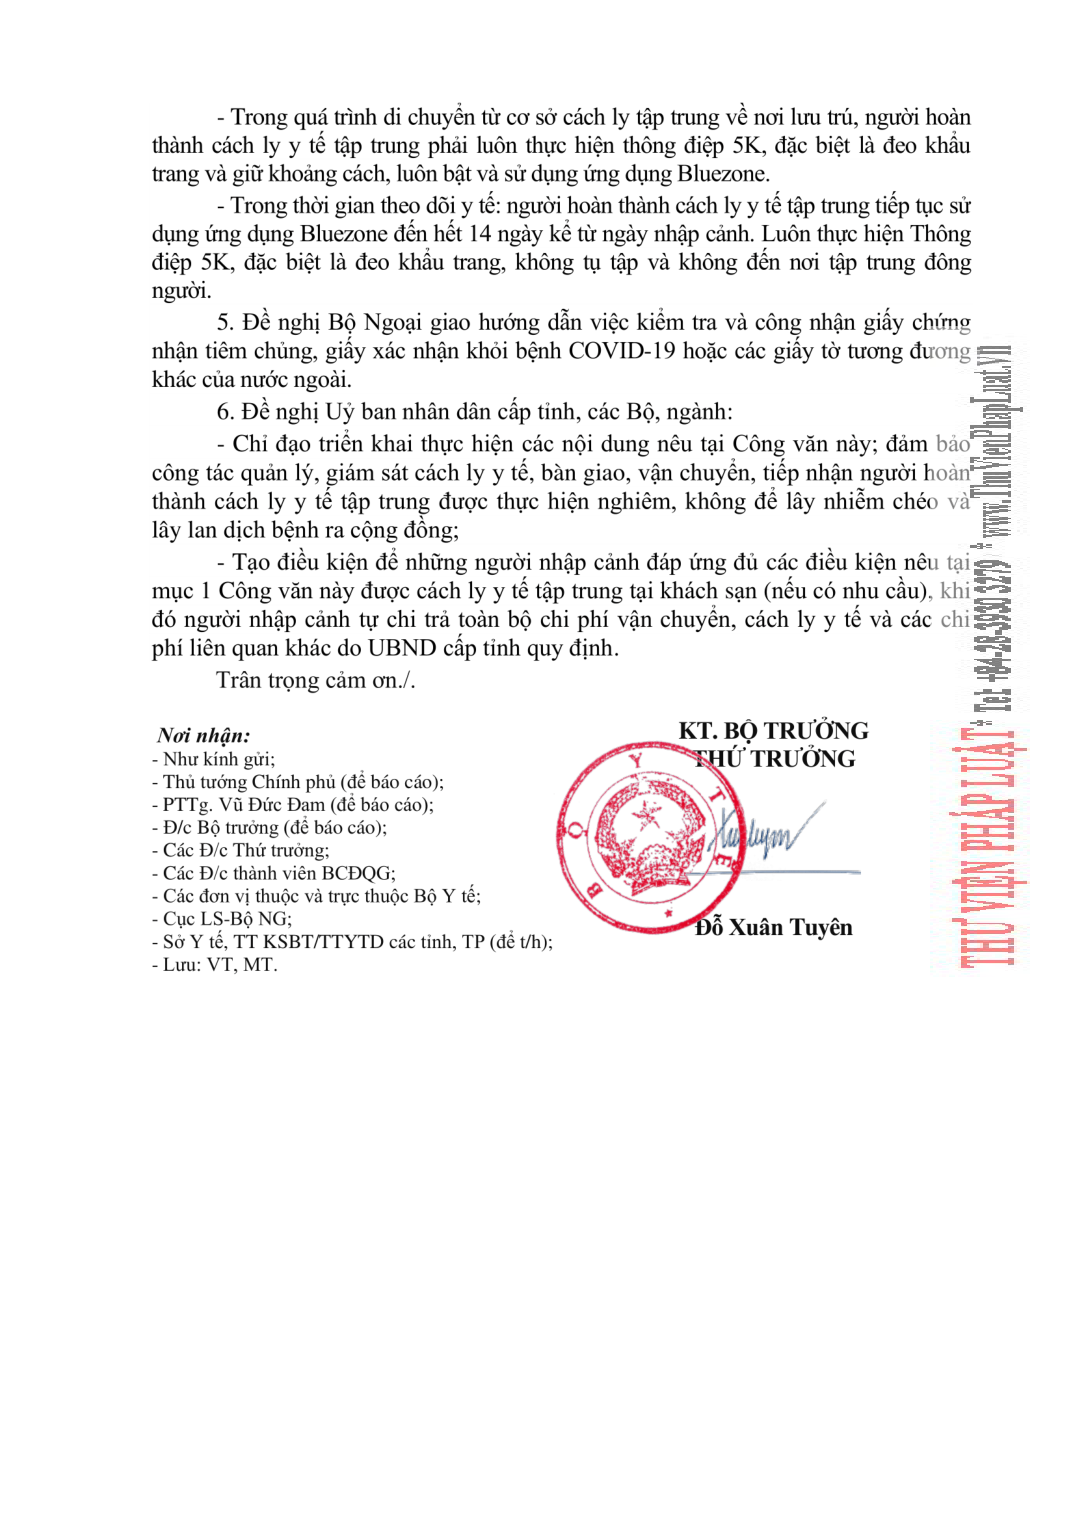 - Trong quá trình di chuyển từ cơ sở cách ly tập trung về nơi lưu trú, người hoàn
thành cách ly y tế tập trung phải luôn thực hiện thông điệp 5K, đặc biệt là đeo khẩu
trang và giữ khoảng cách, luôn bật và sử dụng ứng dụng Bluezone.
- Trong thời gian theo dõi y tế: người hoàn thành cách ly y tế tập trung tiếp tục sử
dụng ứng dụng Bluezone đến hết 14 ngày kể từ ngày nhập cảnh. Luôn thực hiện Thông
điệp 5K, đặc biệt là đeo khẩu trang, không tụ tập và không đến nơi tập trung đông
người.
5. Đề nghị Bộ Ngoại giao hướng dẫn việc kiểm tra và công nhận giấy chứng
nhận tiêm chủng, giấy xác nhận khỏi bệnh COVID-19 hoặc các giấy tờ tương đương
khác của nước ngoài.
6. Đề nghị Uỷ ban nhân dân cấp tỉnh, các Bộ, ngành:
- Chỉ đạo triển khai thực hiện các nội dung nêu tại Công văn này; đảm bảo
công tác quản lý, giám sát cách ly y tế, bàn giao, vận chuyển, tiếp nhận người hoàn
thành cách ly y tế tập trung được thực hiện nghiêm, không để lây nhiễm chéo và
lây lan dịch bệnh ra cộng đồng;
- Tạo điều kiện để những người nhập cảnh đáp ứng đủ các điều kiện nêu tại
mục 1 Công văn này được cách ly y tế tập trung tại khách sạn (nếu có nhu cầu), khi
đó người nhập cảnh tự chi trả toàn bộ chi phí vận chuyển, cách ly y tế và các chi
phí liên quan khác do UBND cấp tỉnh quy định.
Trân trọng cảm ơn./.
Nơi nhận:
- Như kính gửi;
- Thủ tướng Chính phủ (để báo cáo);
- PTTg. Vũ Đức Đam (để báo cáo);
- Đ/c Bộ trưởng (để báo cáo);
- Các Đ/c Thứ trưởng;
- Các Đ/c thành viên BCĐQG;
- Các đơn vị thuộc và trực thuộc Bộ Y tế;
- Cục LS-Bộ NG;
- Sở Y tế, TT KSBT/TTYTD các tỉnh, TP (để t/h);
- Lưu: VT, MT.
KT. BỘ TRƯỞNG
THỨ TRƯỞNG
BỘ Y TẾ
Đỗ Xuân Tuyên
THƯ VIỆN PHÁP LUẬT * Tel: +84-28-3930 3279 * www.ThuVienPhapLuat.vn